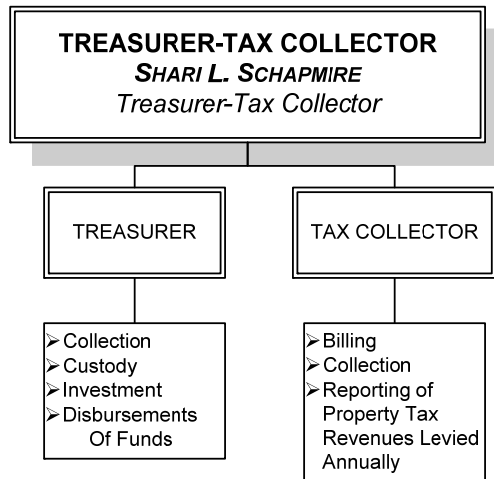 TREASURER-TAX COLLECTOR
SHARI L. SCHAPMIRE
Treasurer-Tax Collector
TREASURER
TAX COLLECTOR
➢ Collection
➢ Custody
➢ Investment
➢ Disbursements
Of Funds
➢ Billing
➢ Collection
➢ Reporting of
Property Tax
Revenues Levied
Annually